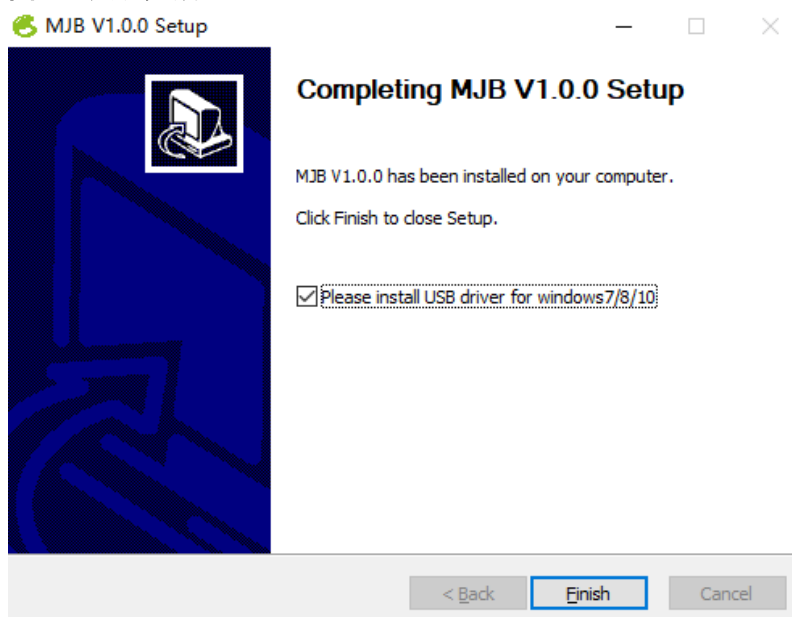 MJB V1.0.0 Setup
Completing MJB V1.0.0 Setup
MJB V1.0.0 has been installed on your computer.
Click Finish to close Setup.
Please install USB driver for windows7/8/10
< Back
Finish
Cancel